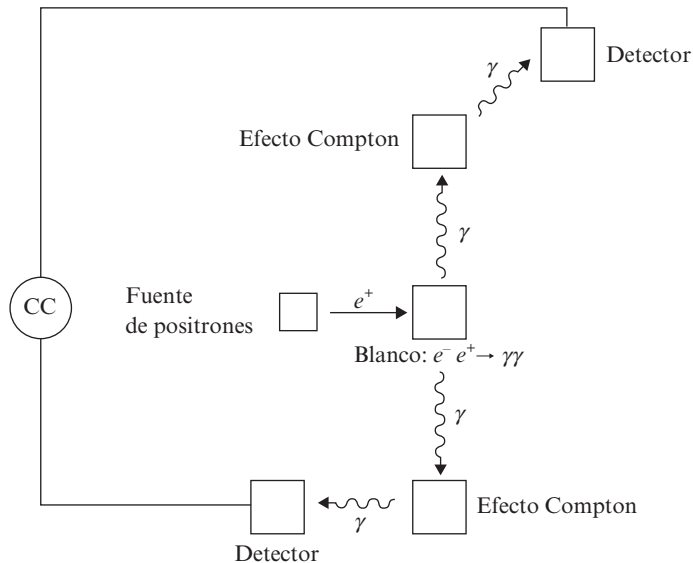 γ
Detector
Efecto Compton
γ
CC
Fuente
de positrones
e⁺
Blanco: e⁻ e⁺ → γγ
γ
Efecto Compton
γ
Detector